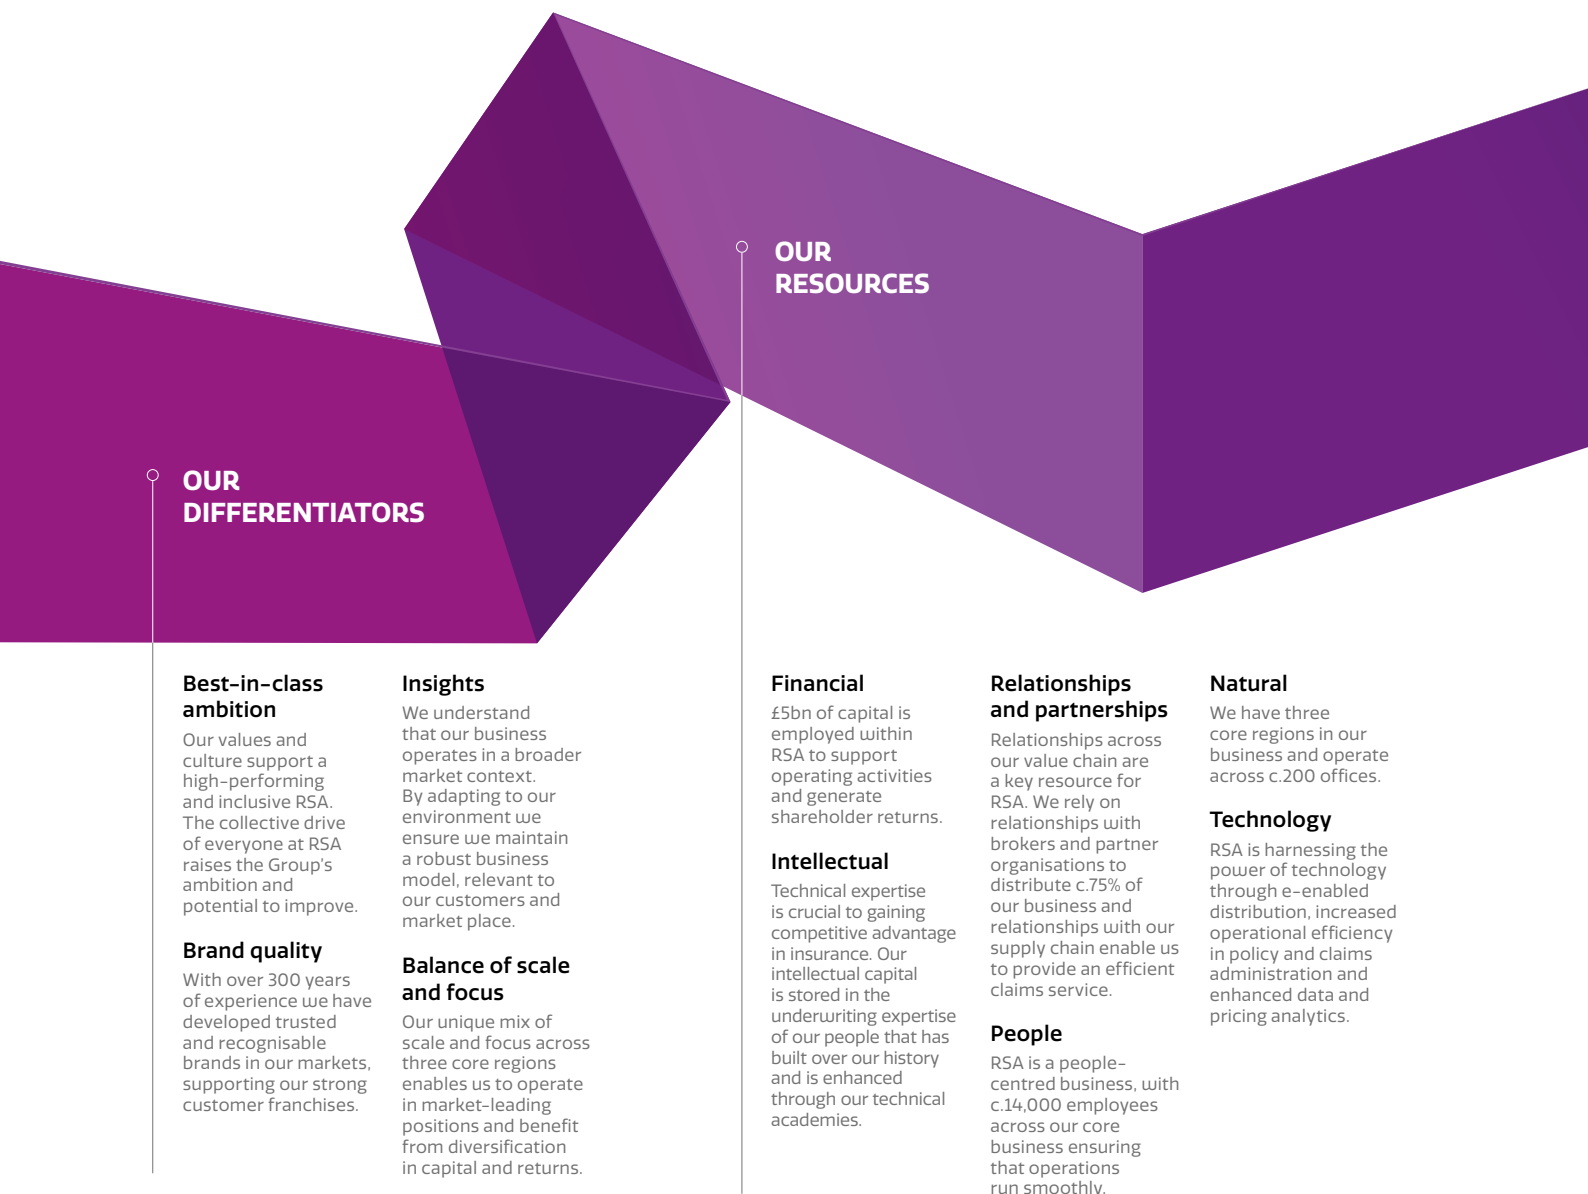 OUR
DIFFERENTIATORS
Best-in-class
ambition
Our values and
culture support a
high-performing
and inclusive RSA.
The collective drive
of everyone at RSA
raises the Group's
ambition and
potential to improve.
Brand quality
With over 300 years
of experience we have
developed trusted
and recognisable
brands in our markets,
supporting our strong
customer franchises.
Insights
We understand
that our business
operates in a broader
market context.
By adapting to our
environment we
ensure we maintain
a robust business
model, relevant to
our customers and
market place.
Balance of scale
and focus
Our unique mix of
scale and focus across
three core regions
enables us to operate
in market-leading
positions and benefit
from diversification
in capital and returns.
OUR
RESOURCES
Financial
£5bn of capital is
employed within
RSA to support
operating activities
and generate
shareholder returns.
Intellectual
Technical expertise
is crucial to gaining
competitive advantage
in insurance. Our
intellectual capital
is stored in the
underwriting expertise
of our people that has
built over our history
and is enhanced
through our technical
academies.
Relationships
and partnerships
Relationships across
our value chain are
a key resource for
RSA. We rely on
relationships with
brokers and partner
organisations to
distribute c.75% of
our business and
relationships with our
supply chain enable us
to provide an efficient
claims service.
People
RSA is a people-
centred business, with
c.14,000 employees
across our core
business ensuring
that operations
run smoothly.
Natural
We have three
core regions in our
business and operate
across c.200 offices.
Technology
RSA is harnessing the
power of technology
through e-enabled
distribution, increased
operational efficiency
in policy and claims
administration and
enhanced data and
pricing analytics.